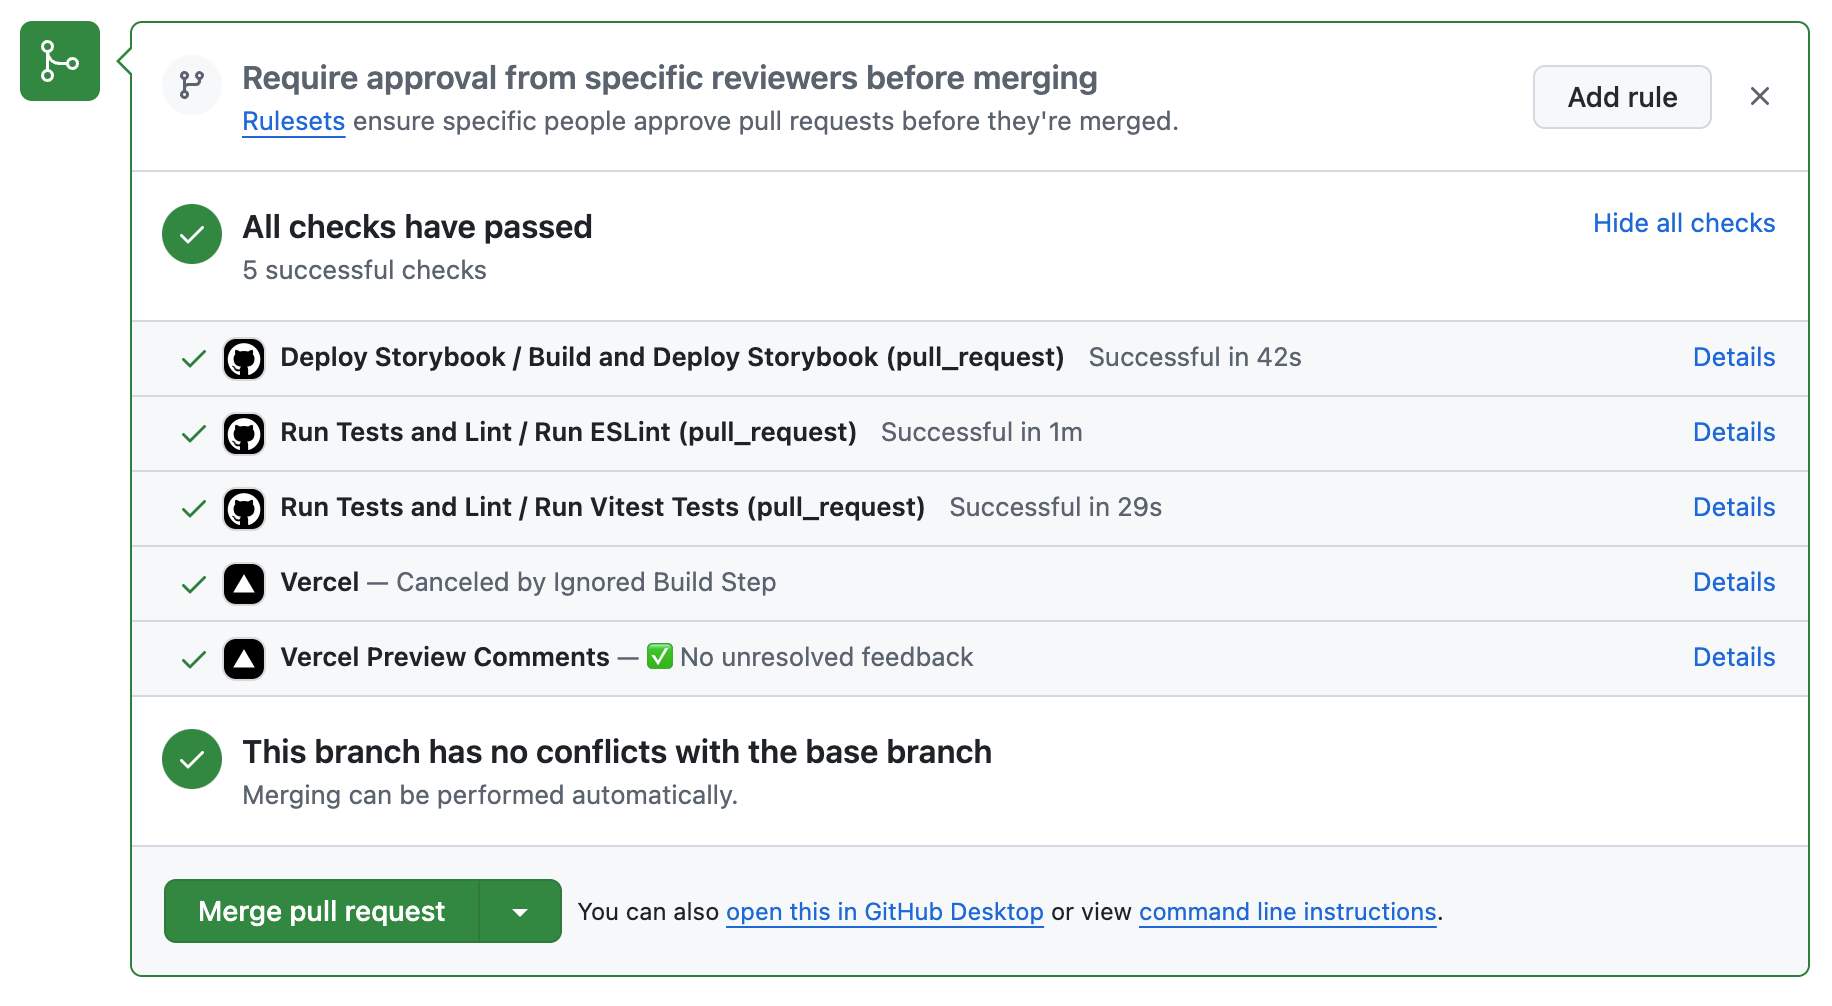 Require approval from specific reviewers before merging
Rulesets ensure specific people approve pull requests before they're merged.
Add rule
All checks have passed
5 successful checks
Hide all checks
Deploy Storybook / Build and Deploy Storybook (pull_request) Successful in 42s Details
Run Tests and Lint / Run ESLint (pull_request) Successful in 1m Details
Run Tests and Lint / Run Vitest Tests (pull_request) Successful in 29s Details
Vercel — Canceled by Ignored Build Step Details
Vercel Preview Comments — ✅ No unresolved feedback Details
This branch has no conflicts with the base branch
Merging can be performed automatically.
Merge pull request You can also open this in GitHub Desktop or view command line instructions.